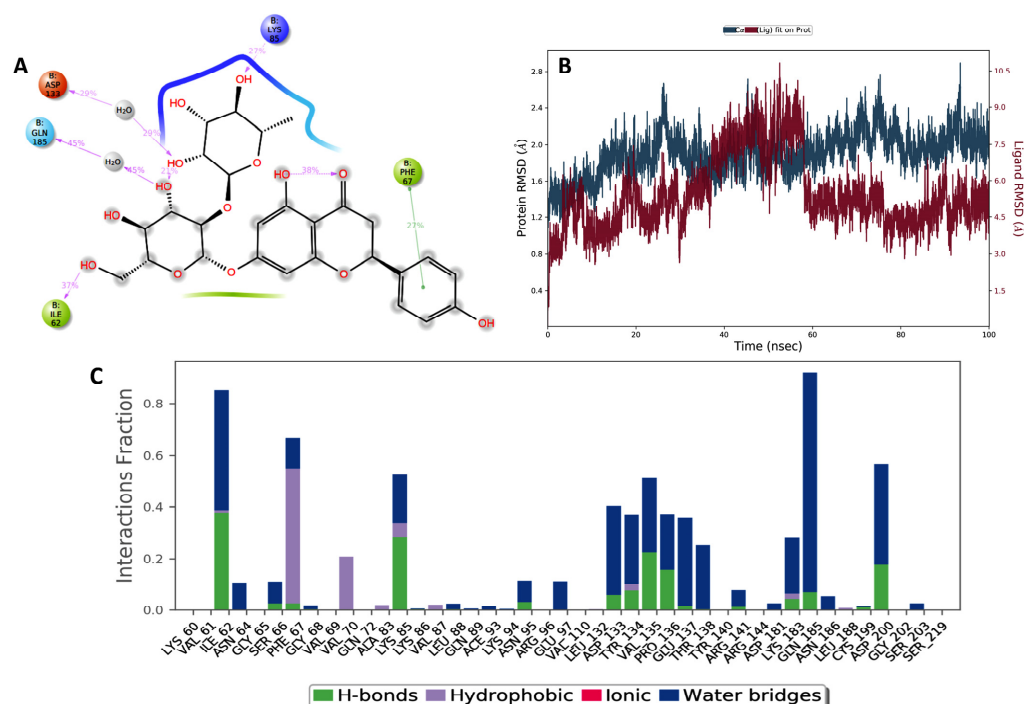 A
B:
LYS
85
27%
OH
B:
ASP
133
29%
H₂O
29%
HO
B:
GLN
185
45%
H₂O
45%
HO
O
21%
HO
HO
O
HO
38%
O
B:
PHE
67
27%
HO
O
O
O
37%
B:
ILE
62
OH
B
(Lig) fit on Prot
Protein RMSD (Å)
2.8
2.4
2.0
1.6
1.2
0.8
0.4
10.5
9.0
7.5
6.0
4.5
3.0
1.5
Ligand RMSD (Å)
0 20 40 60 80 100
Time (nsec)
C
Interactions Fraction
0.8
0.6
0.4
0.2
0.0
LYS_60
VAL_61
ILE_62
ASN_64
GLY_65
SER_66
PHE_67
GLY_68
VAL_69
VAL_70
GLN_72
ALA_83
LYS_85
LYS_86
VAL_87
LEU_88
GLN_89
ACE_93
LYS_94
ASN_95
ARG_96
GLU_97
VAL_110
LEU_132
ASP_133
TYR_134
VAL_135
PRO_136
GLU_137
THR_138
TYR_140
ARG_141
ARG_144
ASP_181
LYS_183
GLN_185
ASN_186
LEU_188
CYS_199
ASP_200
GLY_202
SER_203
SER_219
H-bonds Hydrophobic Ionic Water bridges